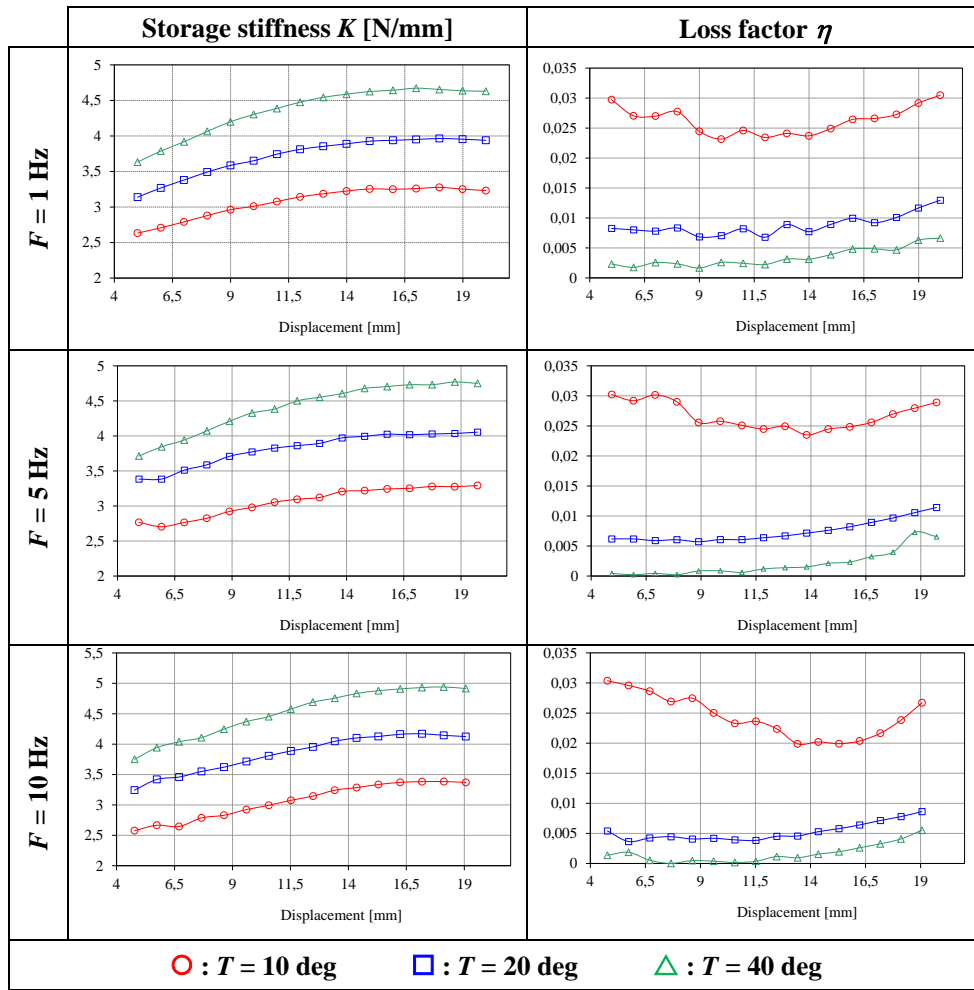 Storage stiffness K [N/mm]
Loss factor η
F = 1 Hz
5
4,5
4
3,5
3
2,5
2
4 6,5 9 11,5 14 16,5 19
Displacement [mm]
0,035
0,03
0,025
0,02
0,015
0,01
0,005
0
4 6,5 9 11,5 14 16,5 19
Displacement [mm]
F = 5 Hz
5
4,5
4
3,5
3
2,5
2
4 6,5 9 11,5 14 16,5 19
Displacement [mm]
0,035
0,03
0,025
0,02
0,015
0,01
0,005
0
4 6,5 9 11,5 14 16,5 19
Displacement [mm]
F = 10 Hz
5,5
5
4,5
4
3,5
3
2,5
2
4 6,5 9 11,5 14 16,5 19
Displacement [mm]
0,035
0,03
0,025
0,02
0,015
0,01
0,005
0
4 6,5 9 11,5 14 16,5 19
Displacement [mm]
: T = 10 deg : T = 20 deg : T = 40 deg